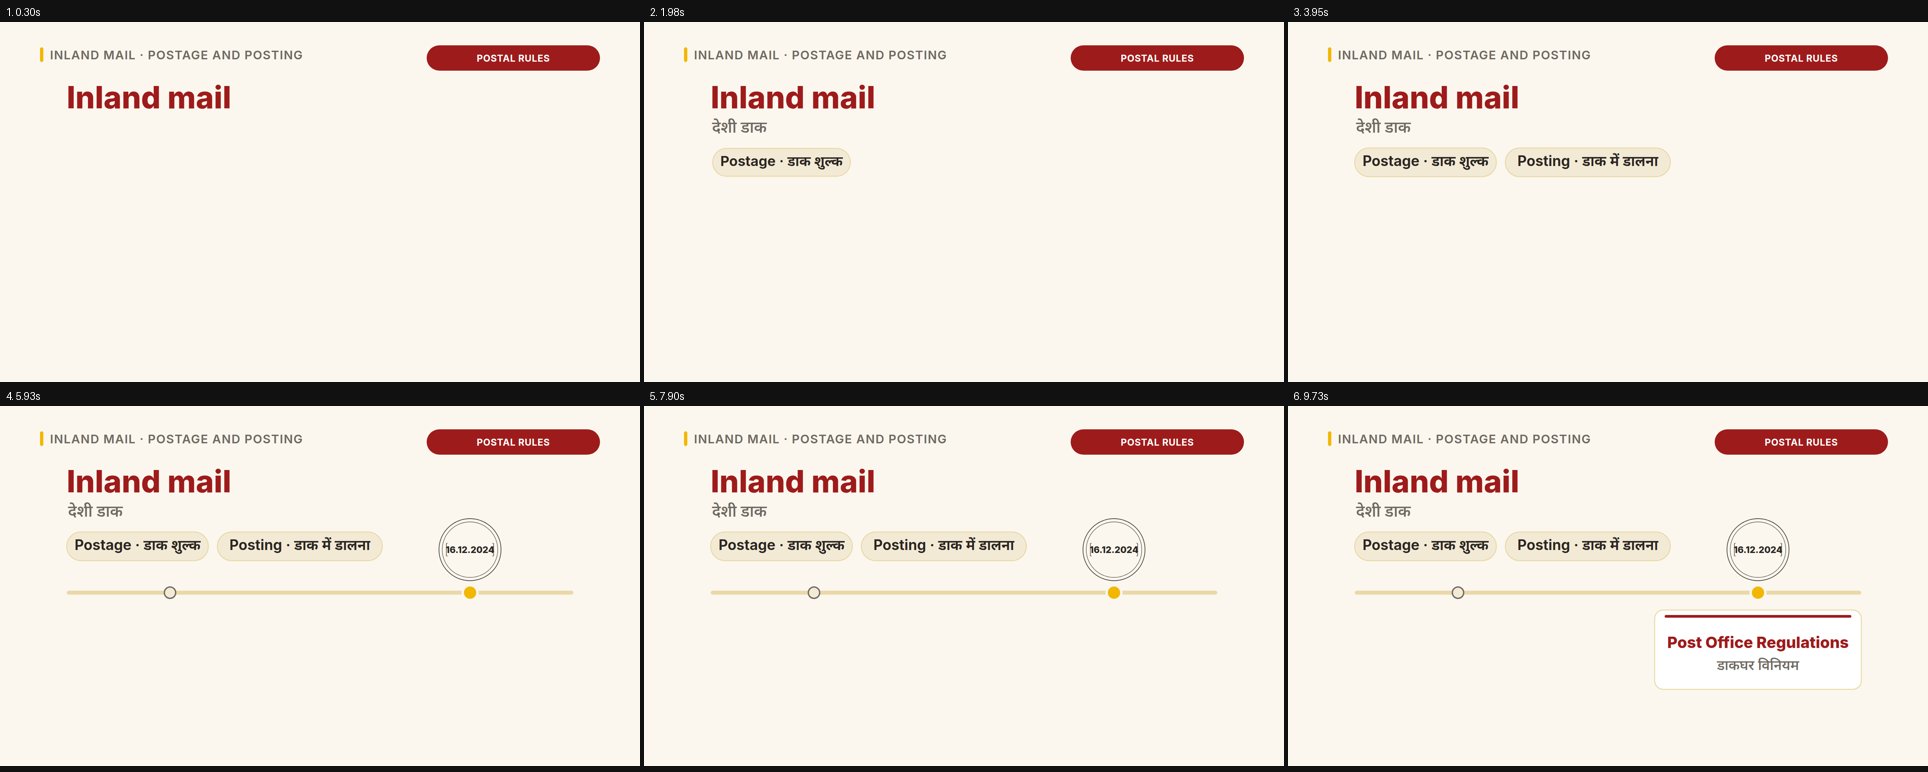 1. 0.30s
INLAND MAIL · POSTAGE AND POSTING
POSTAL RULES
Inland mail
2. 1.98s
INLAND MAIL · POSTAGE AND POSTING
POSTAL RULES
Inland mail
देशी डाक
Postage · डाक शुल्क
3. 3.95s
INLAND MAIL · POSTAGE AND POSTING
POSTAL RULES
Inland mail
देशी डाक
Postage · डाक शुल्क
Posting · डाक में डालना
4. 5.93s
INLAND MAIL · POSTAGE AND POSTING
POSTAL RULES
Inland mail
देशी डाक
Postage · डाक शुल्क
Posting · डाक में डालना
16.12.2024
5. 7.90s
INLAND MAIL · POSTAGE AND POSTING
POSTAL RULES
Inland mail
देशी डाक
Postage · डाक शुल्क
Posting · डाक में डालना
16.12.2024
6. 9.73s
INLAND MAIL · POSTAGE AND POSTING
POSTAL RULES
Inland mail
देशी डाक
Postage · डाक शुल्क
Posting · डाक में डालना
16.12.2024
Post Office Regulations
डाकघर विनियम